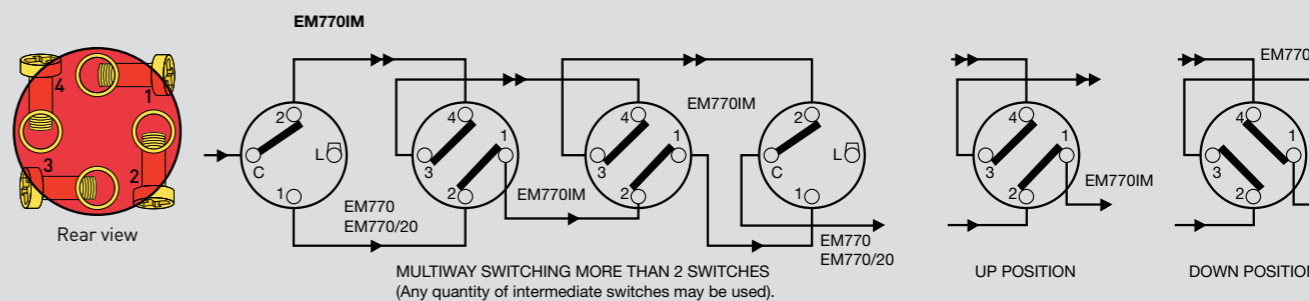 EM770IM
4
1
3
2
Rear view
2
C
L
1
EM770
EM770/20
4
1
3
2
EM770IM
4
1
3
2
EM770IM
2
C
L
1
EM770
EM770/20
MULTIWAY SWITCHING MORE THAN 2 SWITCHES
(Any quantity of intermediate switches may be used).
4
1
3
2
EM770IM
UP POSITION
EM770
4
1
3
2
DOWN POSITION